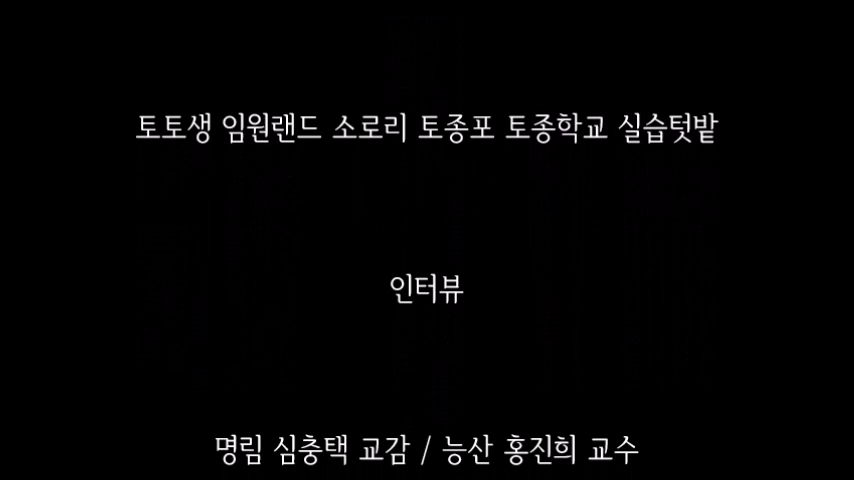 토토생 임원랜드 소로리 토종포 토종학교 실습텃밭
인터뷰
명림 심충택 교감 / 능산 홍진희 교수